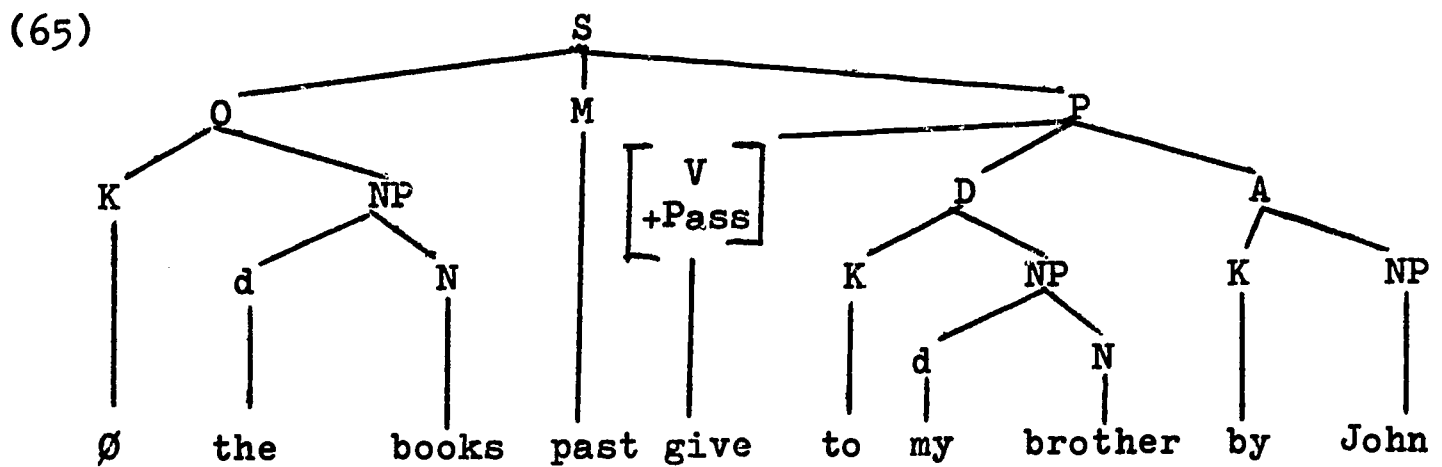 (65)
S
O M P
V
K NP +Pass D A
d N K NP K NP
d N
Ø the books past give to my brother by John